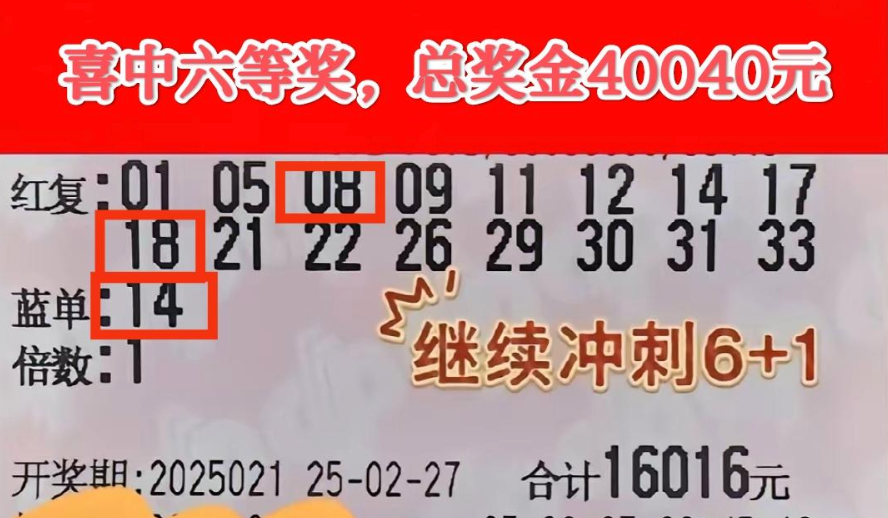 喜中六等奖，总奖金40040元
红复:01 05 08 09 11 12 14 17
18 21 22 26 29 30 31 33
蓝单:14
倍数:1
继续冲刺6+1
开奖期:2025021 25-02-27 合计16016元